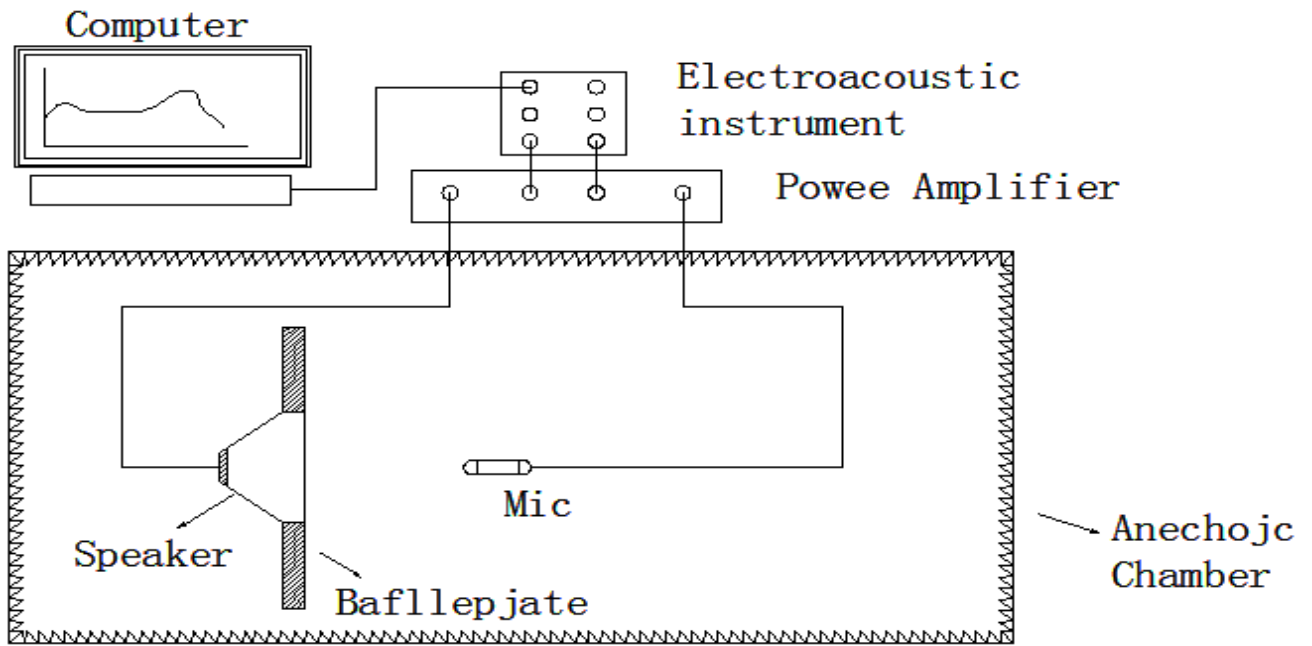 Computer
Electroacoustic
instrument
Powee Amplifier
Mic
Speaker
Bafllepjate
Anechojc
Chamber